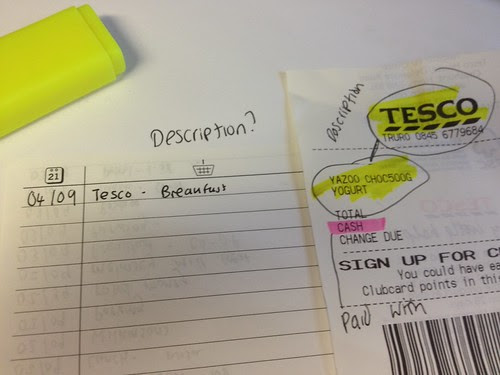 Description?
21
04/09 Tesco - Breakfast
Description
TESCO
TRURO 0845 6779684
YAZOO CHOC500G
YOGURT
TOTAL
CASH
CHANGE DUE
SIGN UP FOR C
You could have ea
Clubcard points in thi
Paid with